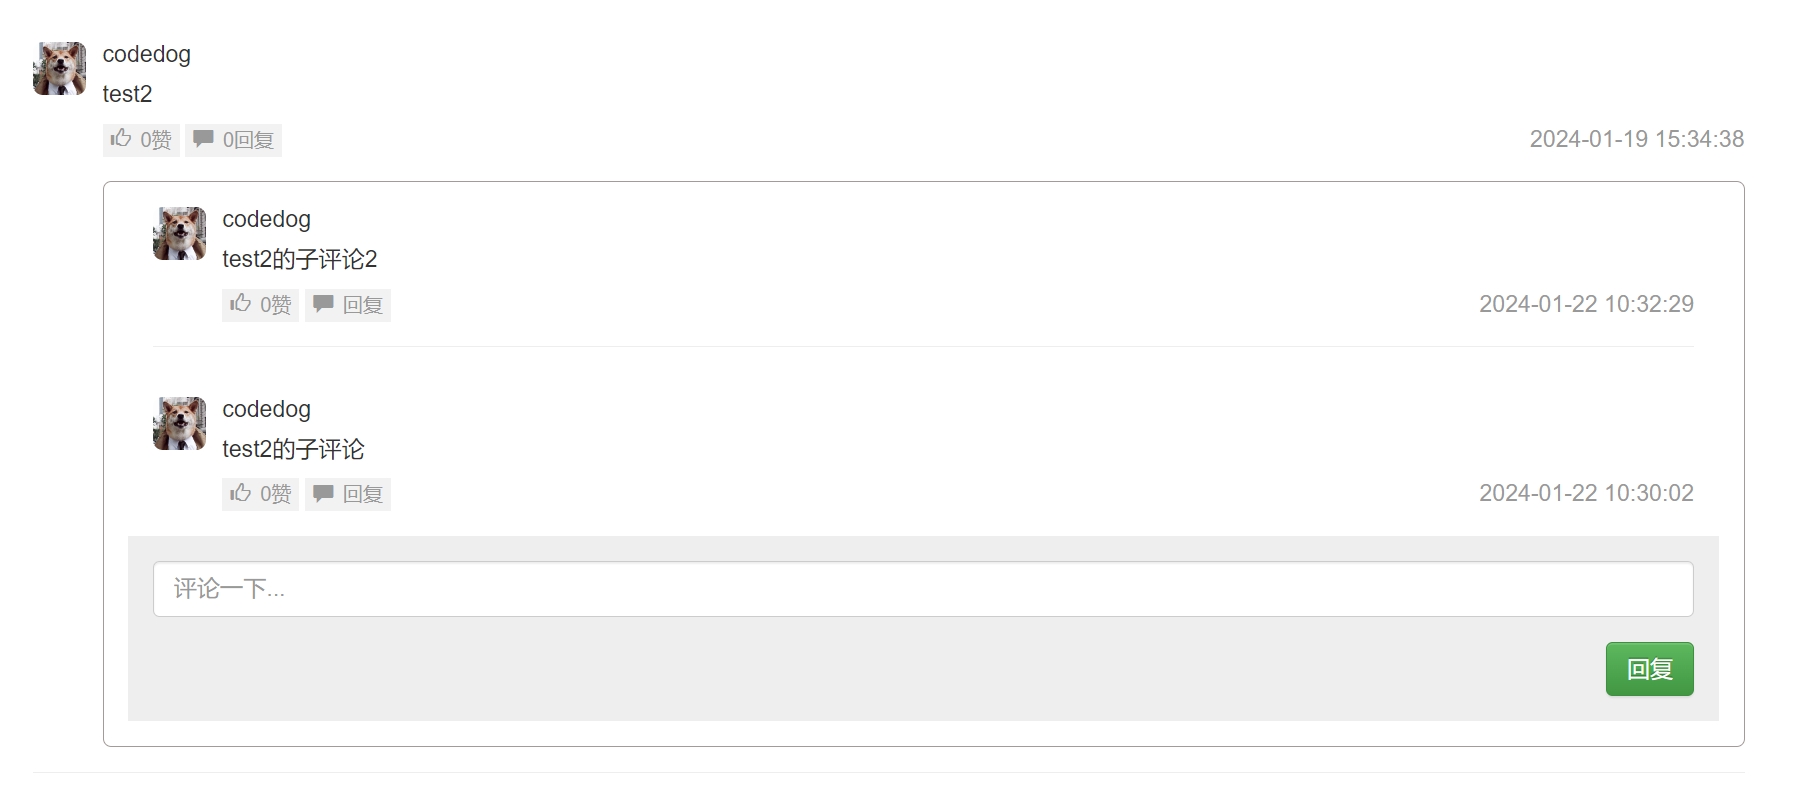 codedog
test2
0赞 0回复 2024-01-19 15:34:38
codedog
test2的子评论2
0赞 回复 2024-01-22 10:32:29
codedog
test2的子评论
0赞 回复 2024-01-22 10:30:02
评论一下...
回复